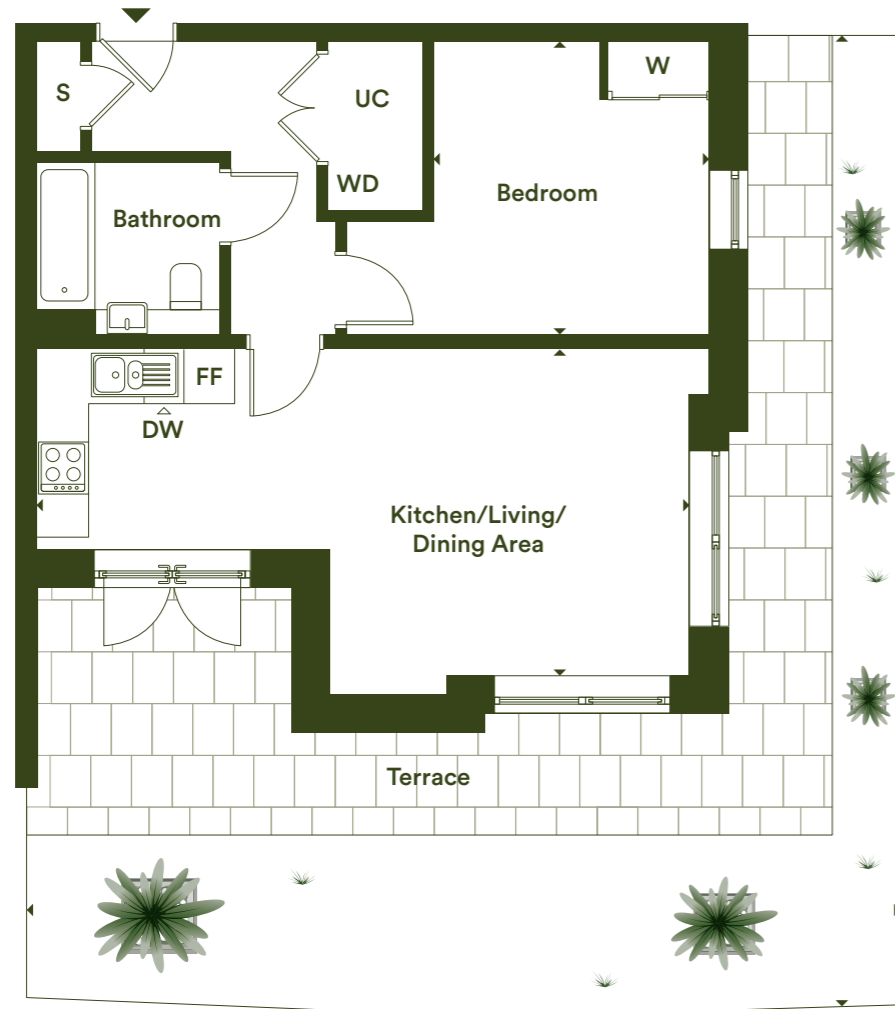 S
UC
W
WD
Bedroom
Bathroom
FF
DW
Kitchen/Living/
Dining Area
Terrace